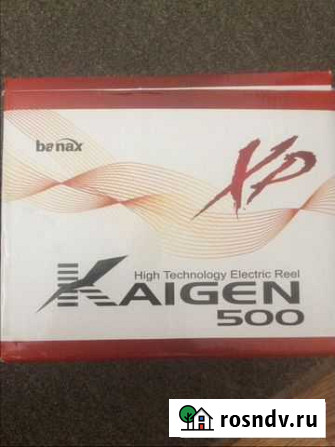 banax
XP
High Technology Electric Reel
KAIGEN
500
rosndv.ru